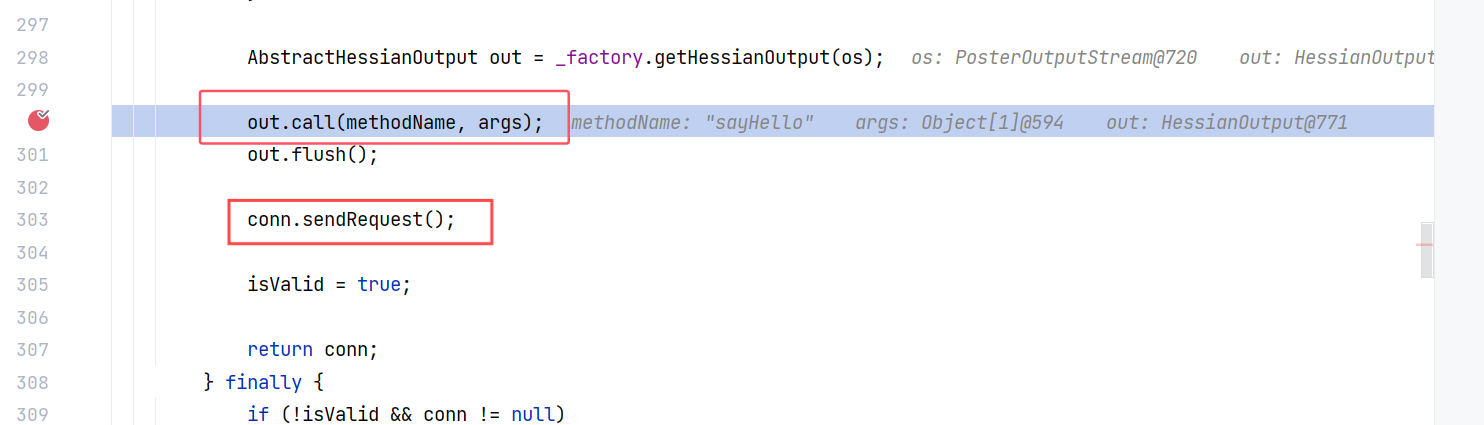 297
298 AbstractHessianOutput out = _factory.getHessianOutput(os); os: PosterOutputStream@720 out: HessianOutput
299
out.call(methodName, args); methodName: "sayHello" args: Object[1]@594 out: HessianOutput@771
301 out.flush();
302
303 conn.sendRequest();
304
305 isValid = true;
306
307 return conn;
308 } finally {
309 if (!isValid && conn != null)